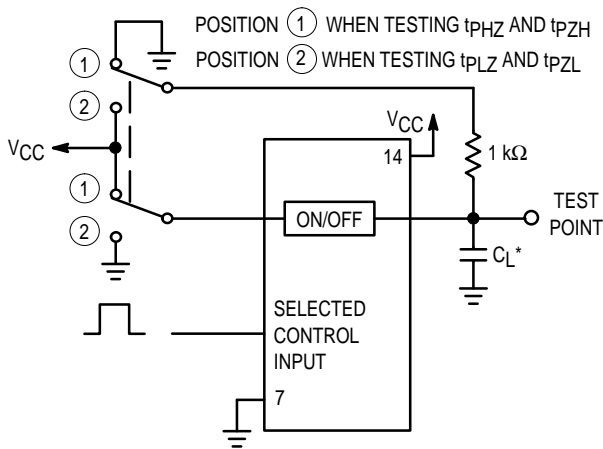 POSITION 1 WHEN TESTING tPHZ AND tPZH
POSITION 2 WHEN TESTING tPLZ AND tPZL
1
2
VCC
1
2
VCC
14
1 kΩ
ON/OFF
TEST
POINT
CL*
SELECTED
CONTROL
INPUT
7